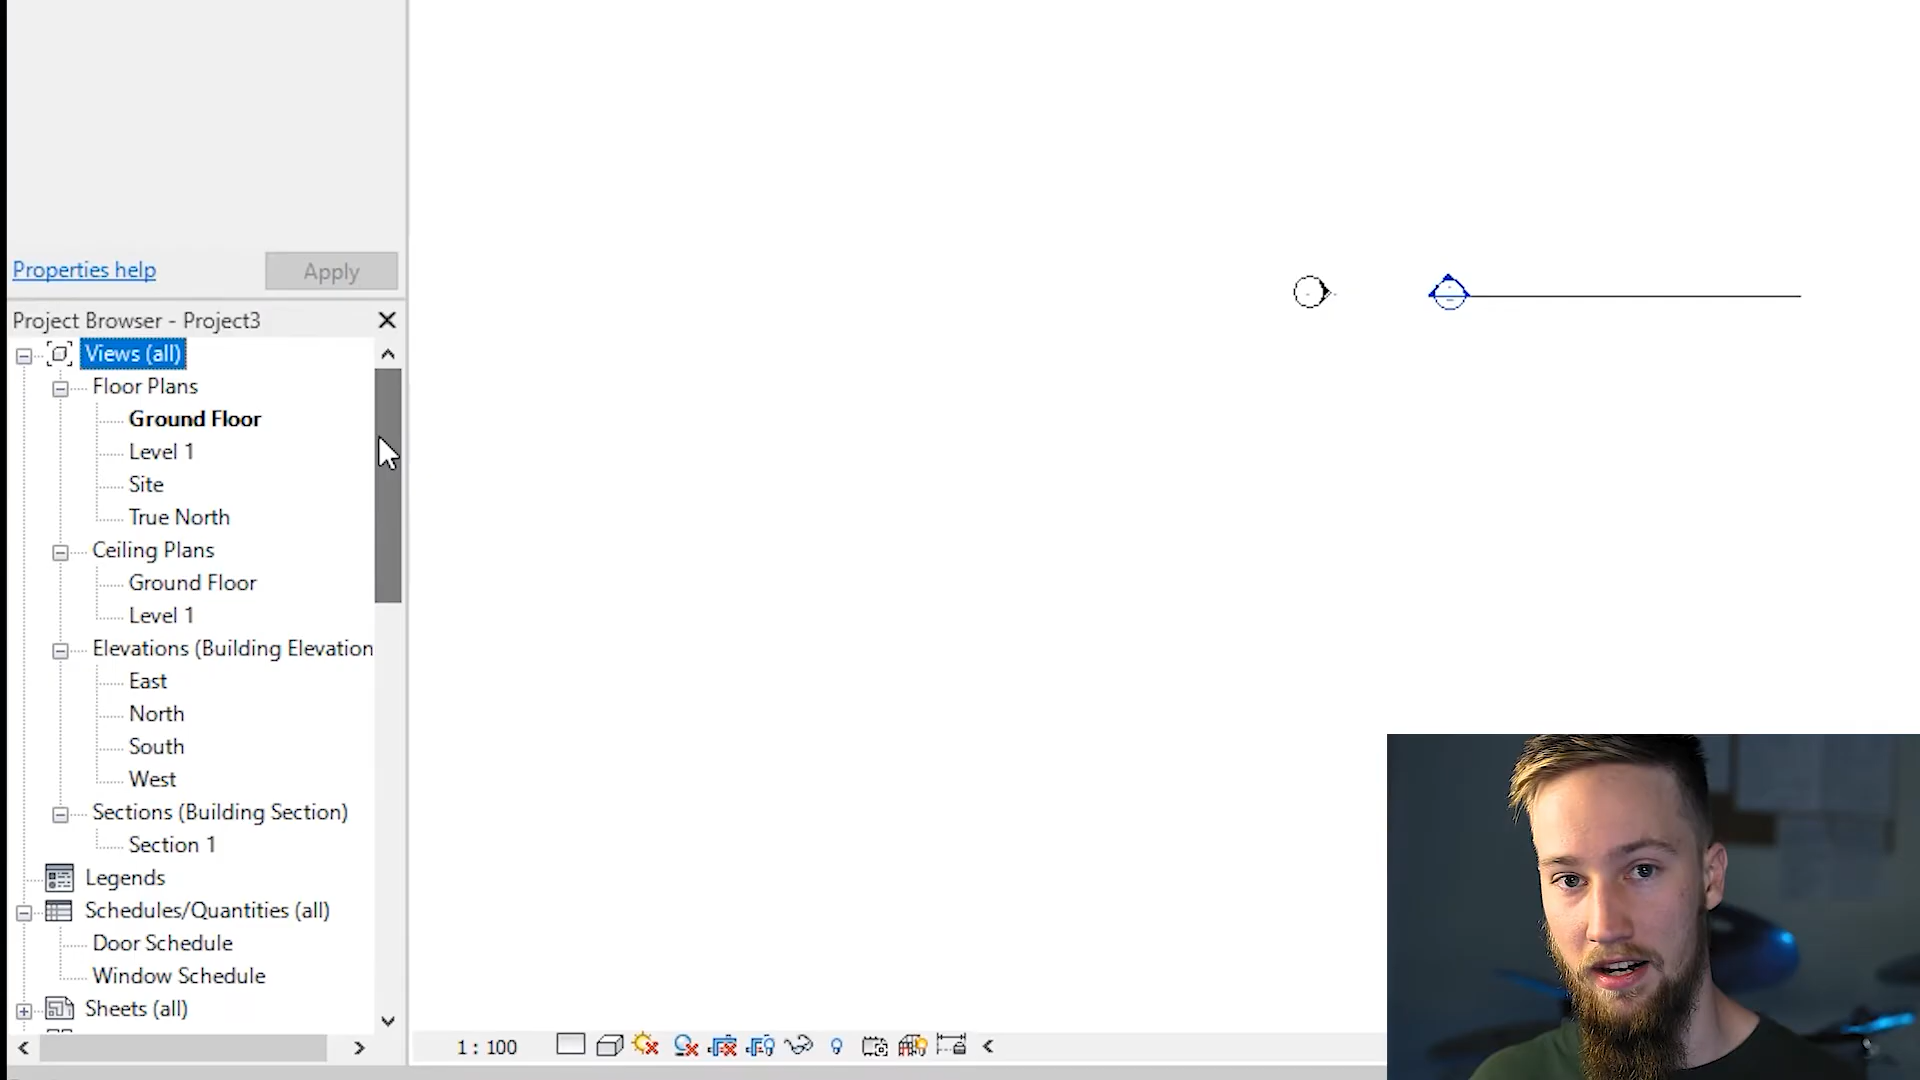 Properties help
Apply
Project Browser - Project3
Views (all)
Floor Plans
Ground Floor
Level 1
Site
True North
Ceiling Plans
Ground Floor
Level 1
Elevations (Building Elevation
East
North
South
West
Sections (Building Section)
Section 1
Legends
Schedules/Quantities (all)
Door Schedule
Window Schedule
Sheets (all)
1 : 100